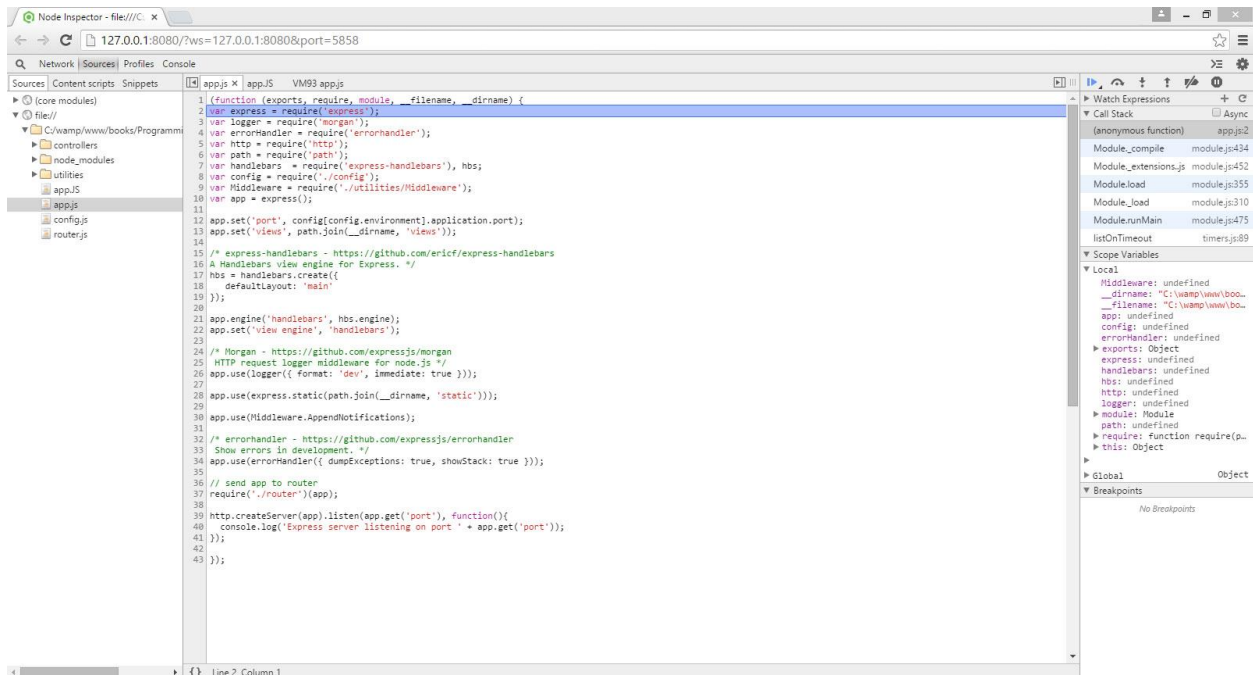 Node Inspector - file:///C:
127.0.0.1:8080/?ws=127.0.0.1:8080&port=5858
Network Sources Profiles Console
Sources Content scripts Snippets
(core modules)
file://
C:/wamp/www/books/Programmi
controllers
node_modules
utilities
app.JS
app.js
config.js
router.js
app.js × app.JS VM93 app.js
1 (function (exports, require, module, __filename, __dirname) {
2 var express = require('express');
3 var logger = require('morgan');
4 var errorHandler = require('errorhandler');
5 var http = require('http');
6 var path = require('path');
7 var handlebars  = require('express-handlebars'), hbs;
8 var config = require('./config');
9 var Middleware = require('./utilities/Middleware');
10 var app = express();
11
12 app.set('port', config[config.environment].application.port);
13 app.set('views', path.join(__dirname, 'views'));
14
15 /* express-handlebars - https://github.com/ericf/express-handlebars
16 A Handlebars view engine for Express. */
17 hbs = handlebars.create({
18   defaultLayout: 'main'
19 });
20
21 app.engine('handlebars', hbs.engine);
22 app.set('view engine', 'handlebars');
23
24 /* Morgan - https://github.com/expressjs/morgan
25  HTTP request logger middleware for node.js */
26 app.use(logger({ format: 'dev', immediate: true }));
27
28 app.use(express.static(path.join(__dirname, 'static')));
29
30 app.use(Middleware.AppendNotifications);
31
32 /* errorhandler - https://github.com/expressjs/errorhandler
33  Show errors in development. */
34 app.use(errorHandler({ dumpExceptions: true, showStack: true }));
35
36 // send app to router
37 require('./router')(app);
38
39 http.createServer(app).listen(app.get('port'), function(){
40   console.log('Express server listening on port ' + app.get('port'));
41 });
42
43 });
{} Line 2, Column 1
Watch Expressions
Call Stack Async
(anonymous function) app.js:2
Module._compile module.js:434
Module._extensions..js module.js:452
Module.load module.js:355
Module._load module.js:310
Module.runMain module.js:475
listOnTimeout timers.js:89
Scope Variables
Local
Middleware: undefined
__dirname: "C:\wamp\www\boo…
__filename: "C:\wamp\www\bo…
app: undefined
config: undefined
errorHandler: undefined
exports: Object
express: undefined
handlebars: undefined
hbs: undefined
http: undefined
logger: undefined
module: Module
path: undefined
require: function require(p…
this: Object
Global Object
Breakpoints
No Breakpoints